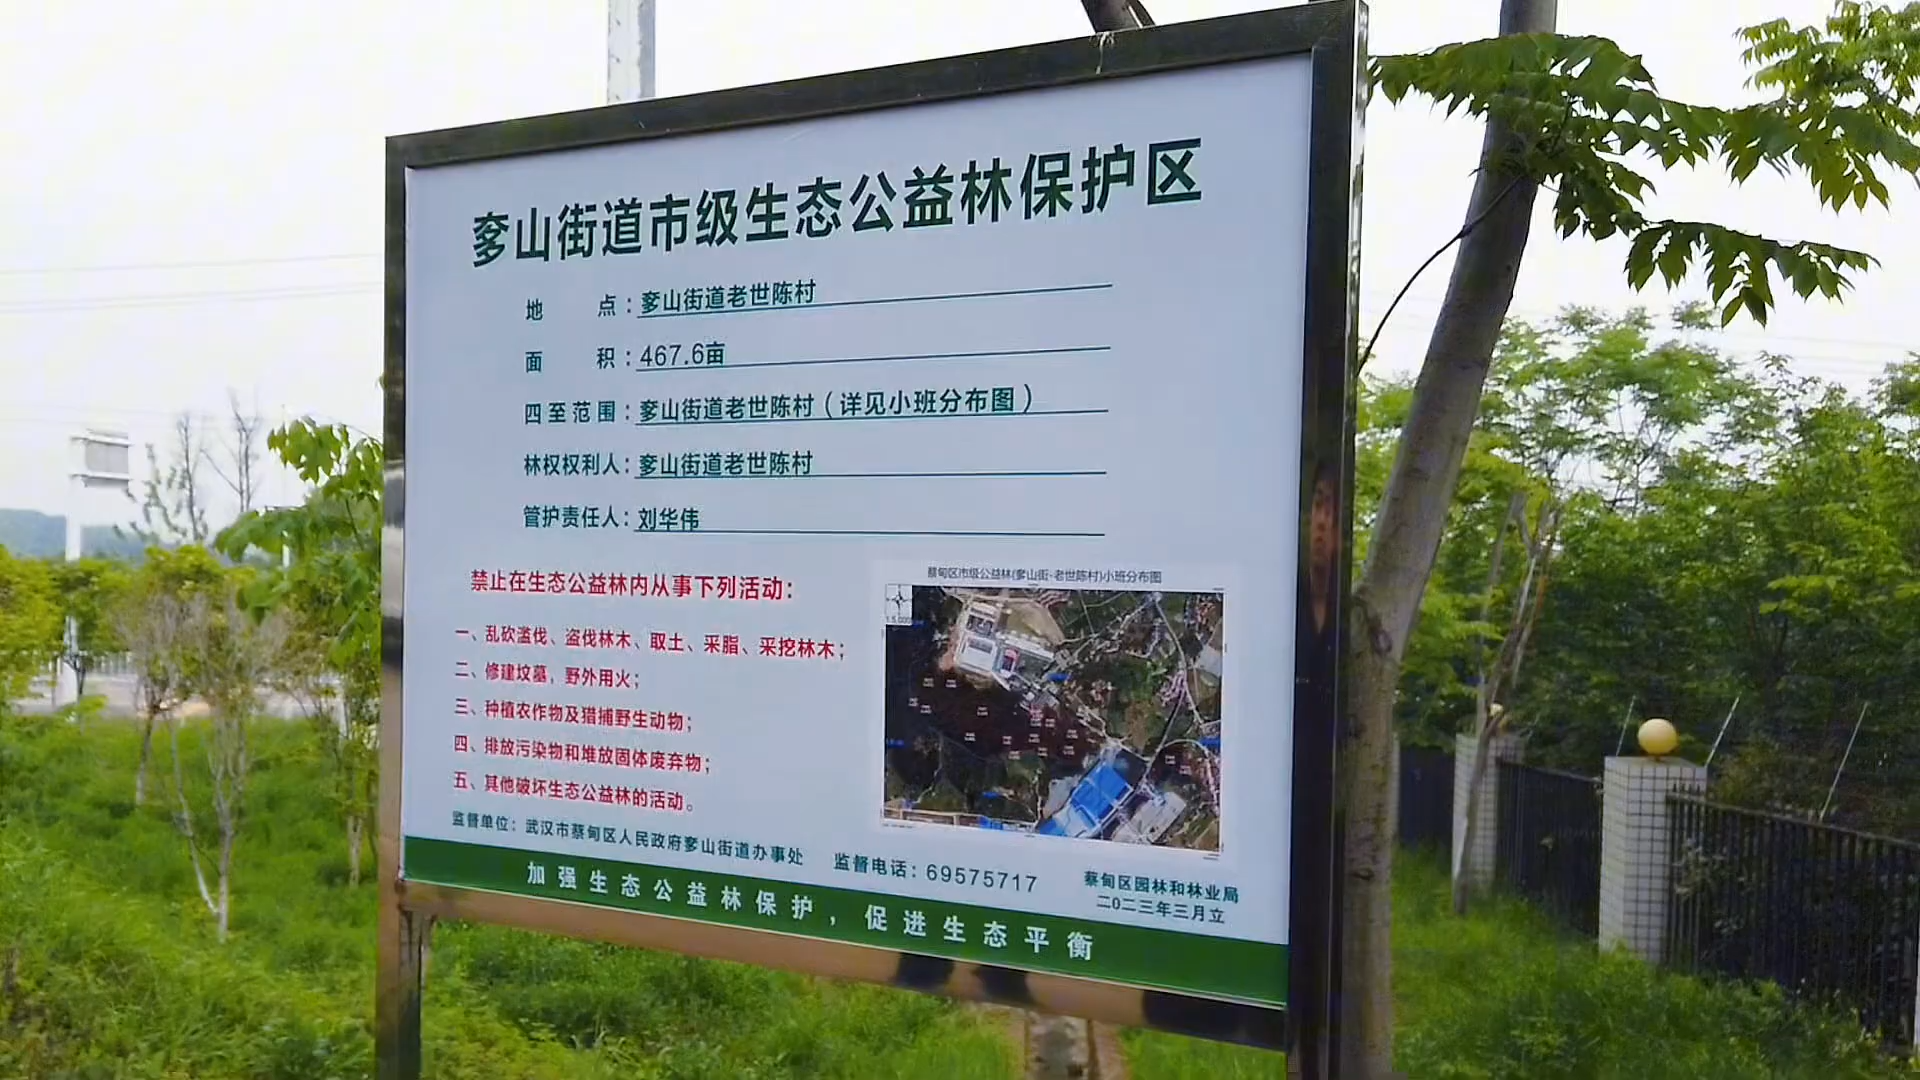 奓山街道市级生态公益林保护区
地 点：奓山街道老世陈村
面 积：467.6亩
四至范围：奓山街道老世陈村（详见小班分布图）
林权权利人：奓山街道老世陈村
管护责任人：刘华伟
禁止在生态公益林内从事下列活动：
一、乱砍滥伐、盗伐林木、取土、采脂、采挖林木；
二、修建坟墓，野外用火；
三、种植农作物及猎捕野生动物；
四、排放污染物和堆放固体废弃物；
五、其他破坏生态公益林的活动。
蔡甸区市级公益林(奓山街-老世陈村)小班分布图
监督单位：武汉市蔡甸区人民政府奓山街道办事处 监督电话：69575717
蔡甸区园林和林业局
二0二三年三月立
加强生态公益林保护，促进生态平衡